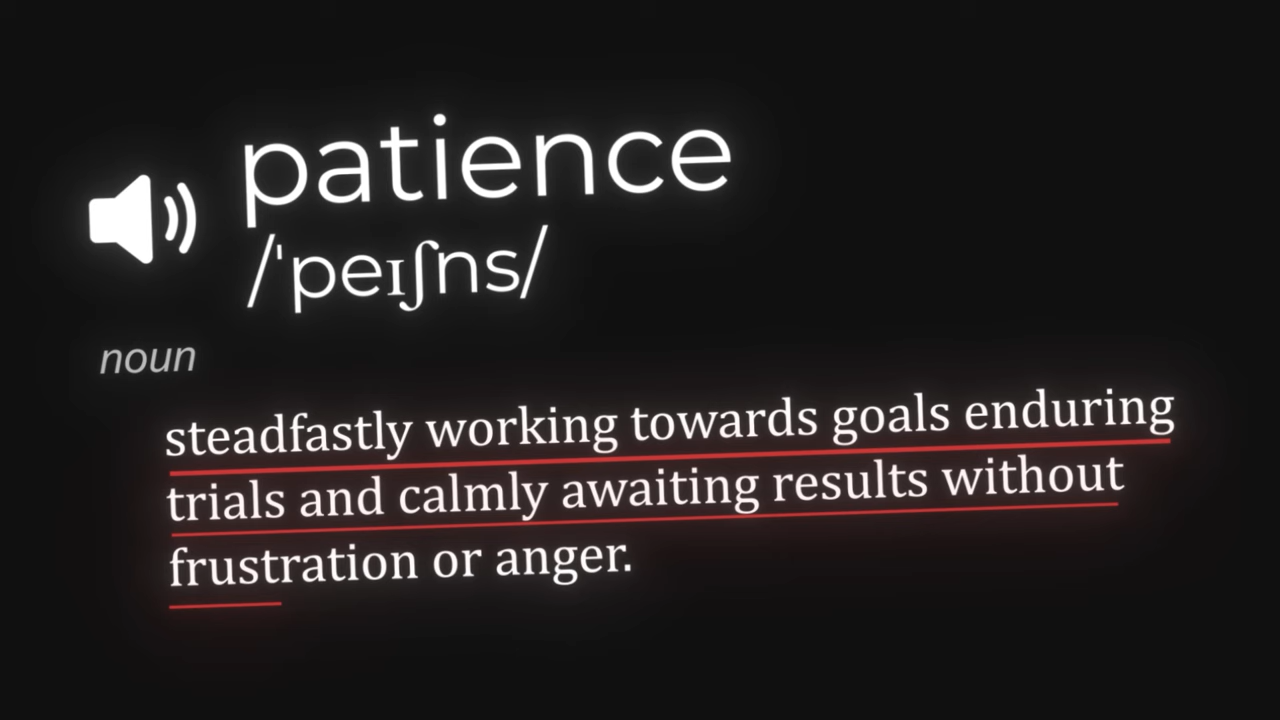 patience
/ˈpeɪʃns/
noun
steadfastly working towards goals enduring
trials and calmly awaiting results without
frustration or anger.